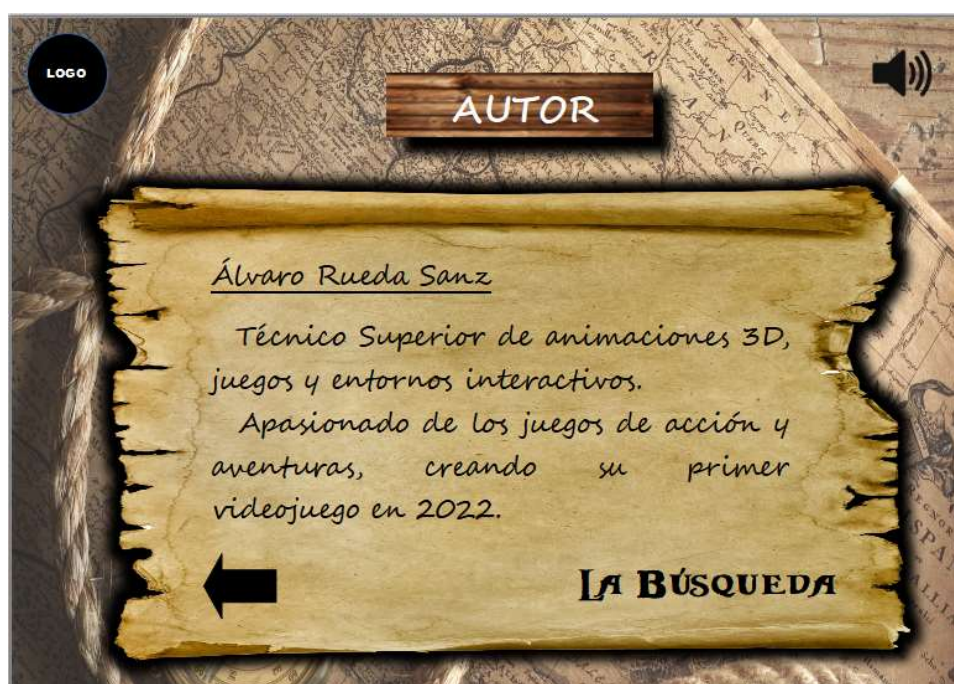 LOGO
AUTOR
Álvaro Rueda Sanz
Técnico Superior de animaciones 3D,
juegos y entornos interactivos.
Apasionado de los juegos de acción y
aventuras, creando su primer
videojuego en 2022.
LA BÚSQUEDA